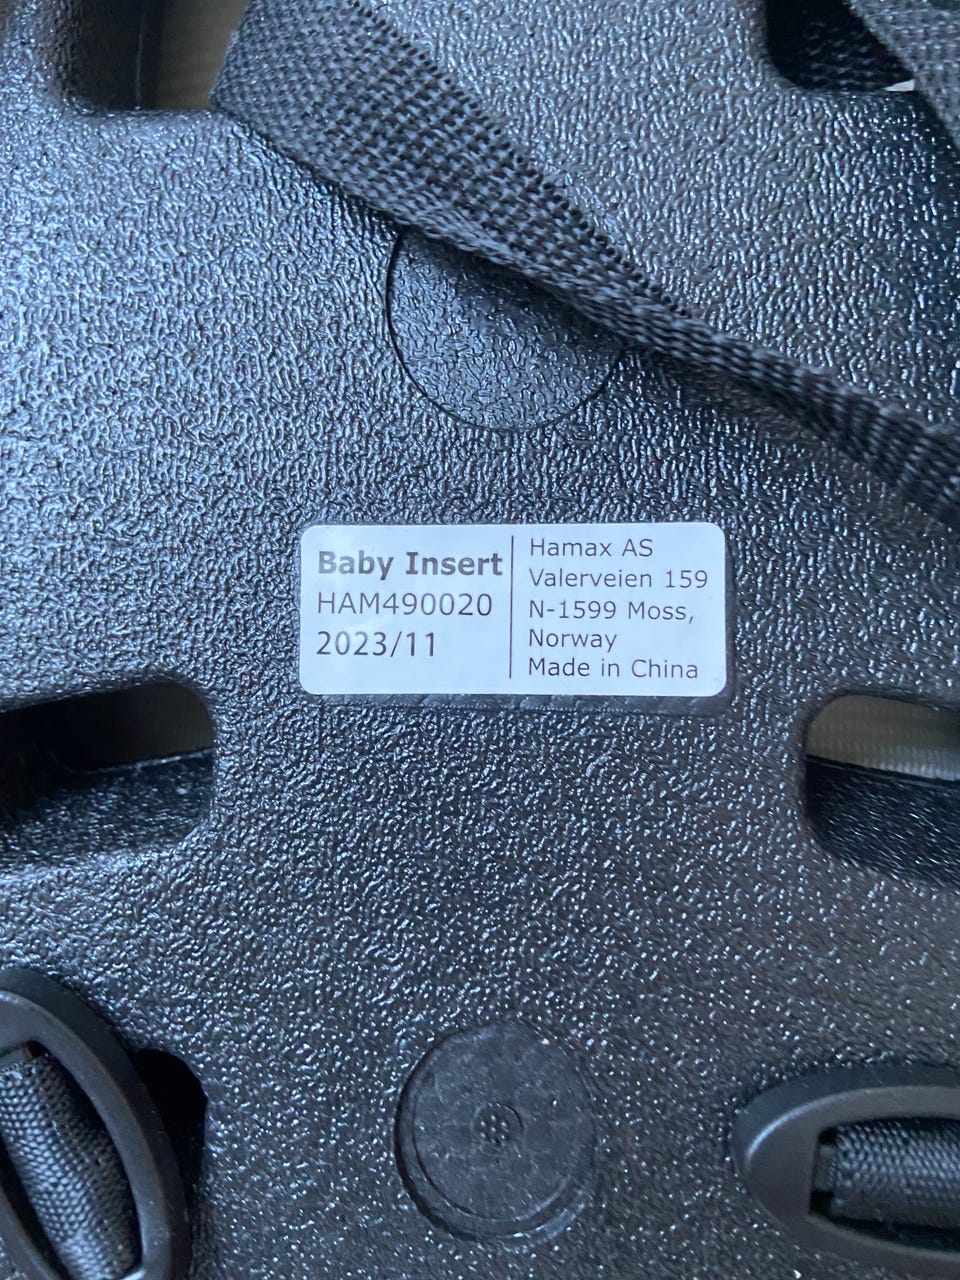 Baby Insert
HAM490020
2023/11
Hamax AS
Valerveien 159
N-1599 Moss,
Norway
Made in China